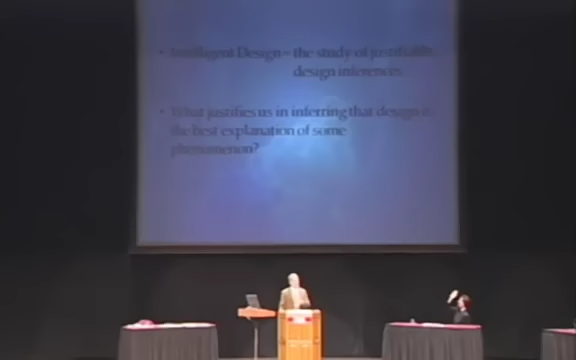 • Intelligent Design – the study of justifiable
design inferences
• What justifies us in inferring that design is
the best explanation of some
phenomenon?